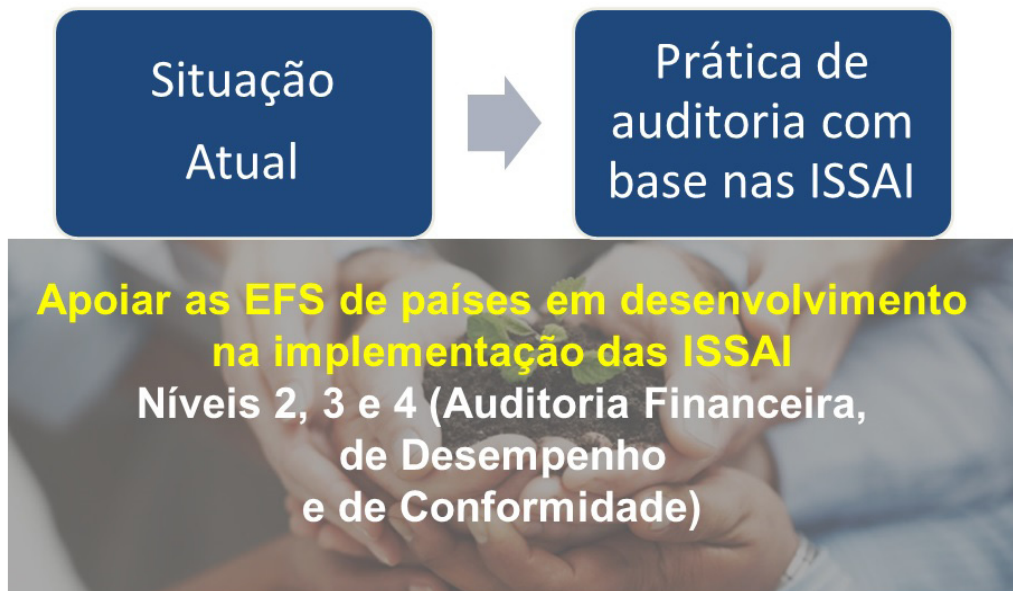 Situação
Atual
Prática de
auditoria com
base nas ISSAI
Apoiar as EFS de países em desenvolvimento
na implementação das ISSAI
Níveis 2, 3 e 4 (Auditoria Financeira,
de Desempenho
e de Conformidade)